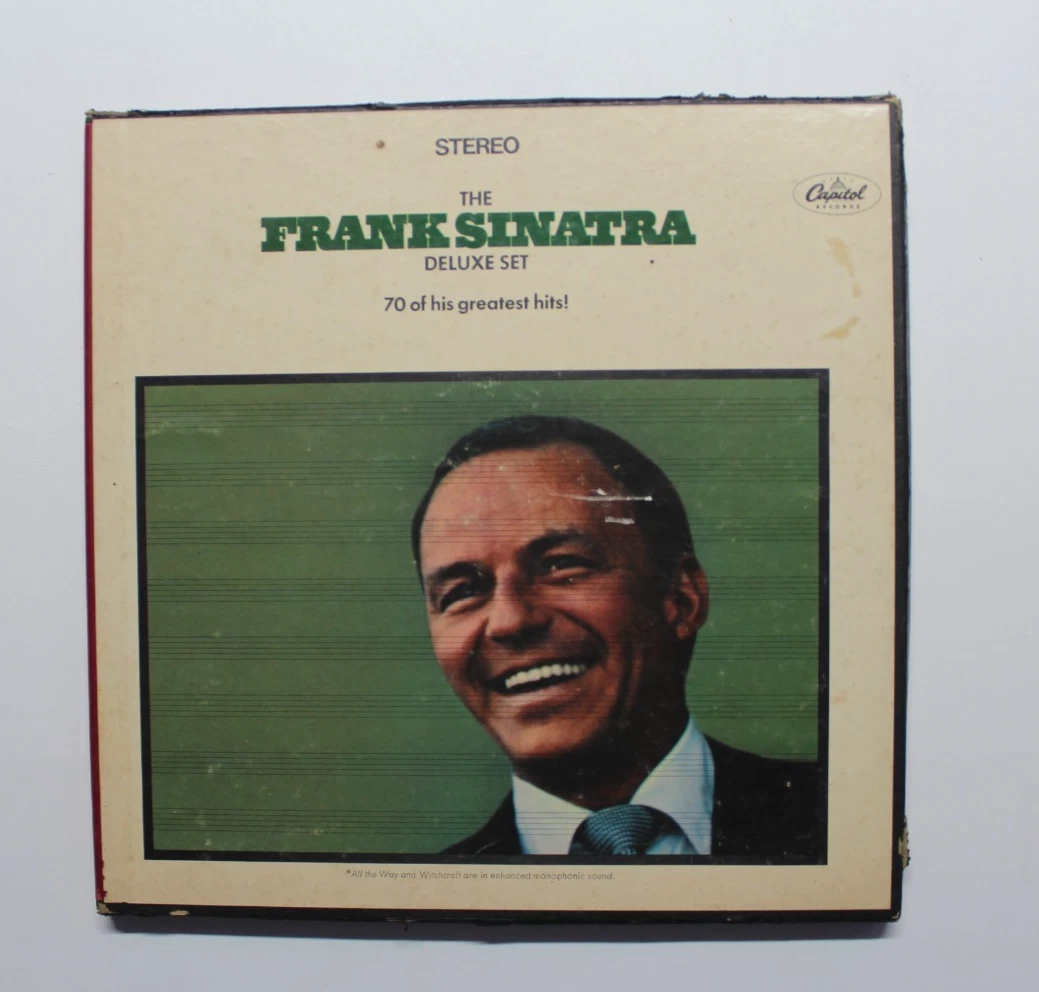 STEREO
THE
FRANK SINATRA
DELUXE SET
70 of his greatest hits!
Capitol
RECORDS
*All the Way and Witchcraft are in enhanced monophonic sound.